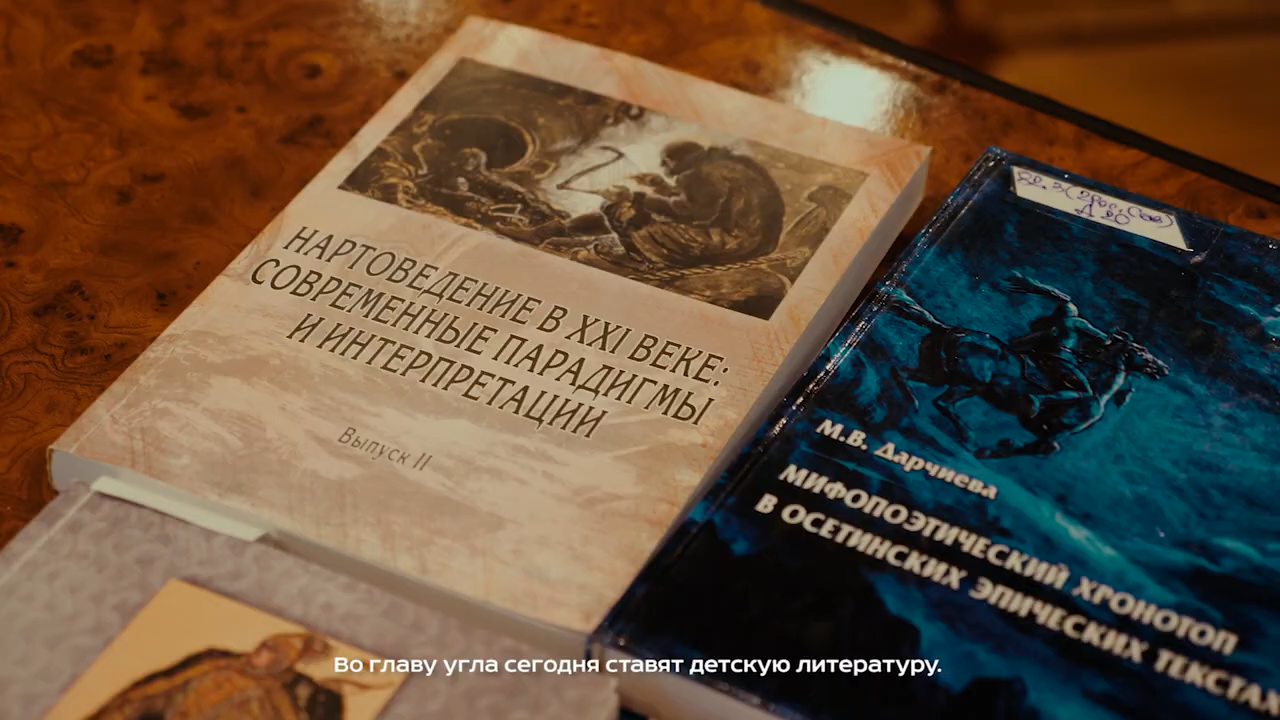 НАРТОВЕДЕНИЕ В XXI ВЕКЕ:
СОВРЕМЕННЫЕ ПАРАДИГМЫ
И ИНТЕРПРЕТАЦИИ
Выпуск II
М.В. Дарчиева
МИФОПОЭТИЧЕСКИЙ ХРОНОТОП
В ОСЕТИНСКИХ ЭПИЧЕСКИХ ТЕКСТАХ
Во главу угла сегодня ставят детскую литературу.